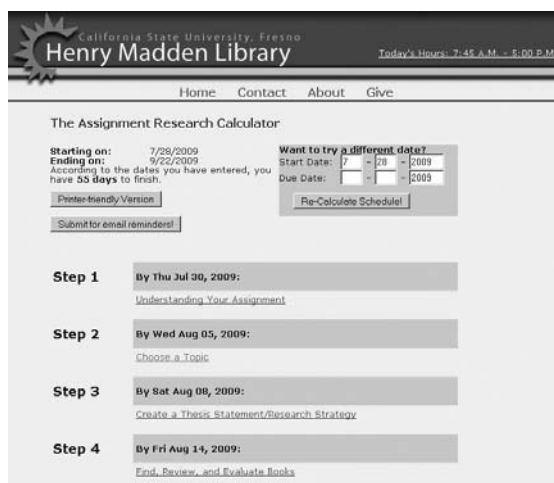 California State University, Fresno
Henry Madden Library
Today's Hours: 7:45 A.M. - 5:00 P.M
Home Contact About Give
The Assignment Research Calculator
Starting on: 7/28/2009
Ending on: 9/22/2009
According to the dates you have entered, you
have 55 days to finish.
Printer-friendly Version
Submit for email reminders!
Want to try a different date?
Start Date: 7 - 28 - 2009
Due Date: - - 2009
Re-Calculate Schedule!
Step 1 By Thu Jul 30, 2009:
Understanding Your Assignment
Step 2 By Wed Aug 05, 2009:
Choose a Topic
Step 3 By Sat Aug 08, 2009:
Create a Thesis Statement/Research Strategy
Step 4 By Fri Aug 14, 2009:
Find, Review, and Evaluate Books